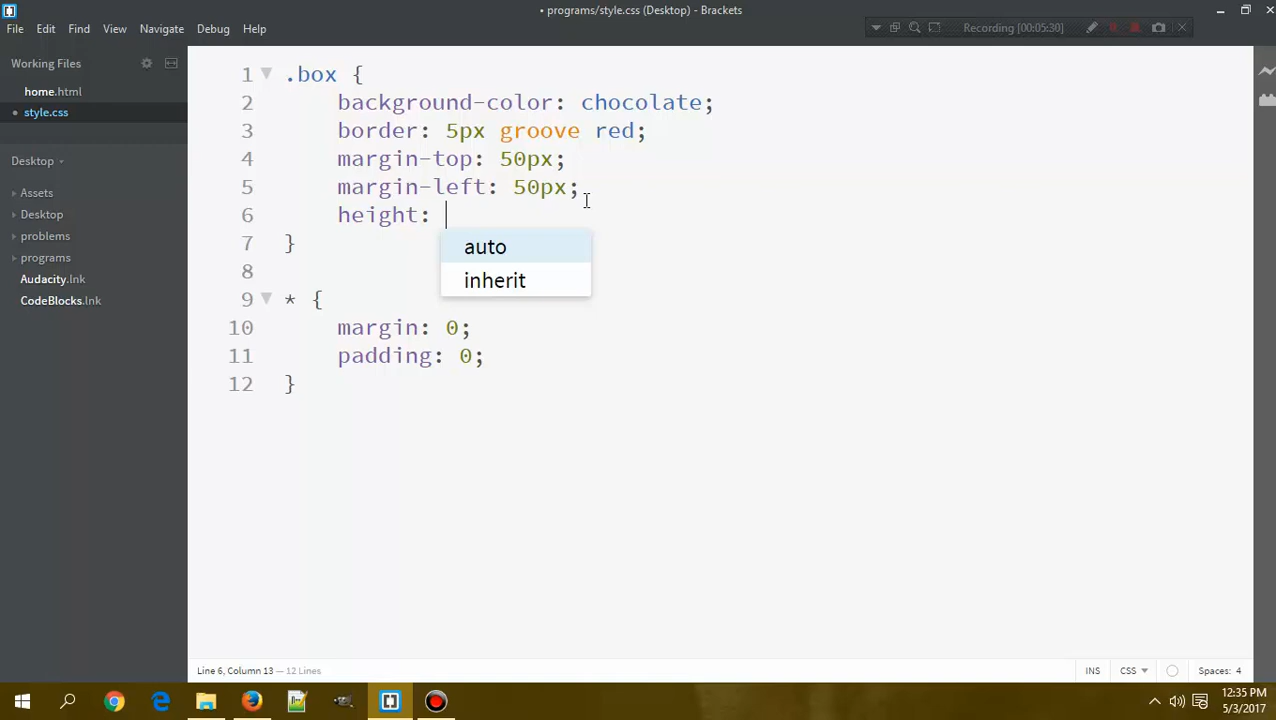 • programs/style.css (Desktop) - Brackets
File Edit Find View Navigate Debug Help
Recording [00:05:30]
Working Files
home.html
style.css
Desktop
Assets
Desktop
problems
programs
Audacity.lnk
CodeBlocks.lnk
1 .box {
2 background-color: chocolate;
3 border: 5px groove red;
4 margin-top: 50px;
5 margin-left: 50px;
6 height:
auto
inherit
7 }
8
9 * {
10 margin: 0;
11 padding: 0;
12 }
Line 6, Column 13 — 12 Lines
INS CSS Spaces: 4
12:35 PM
5/3/2017